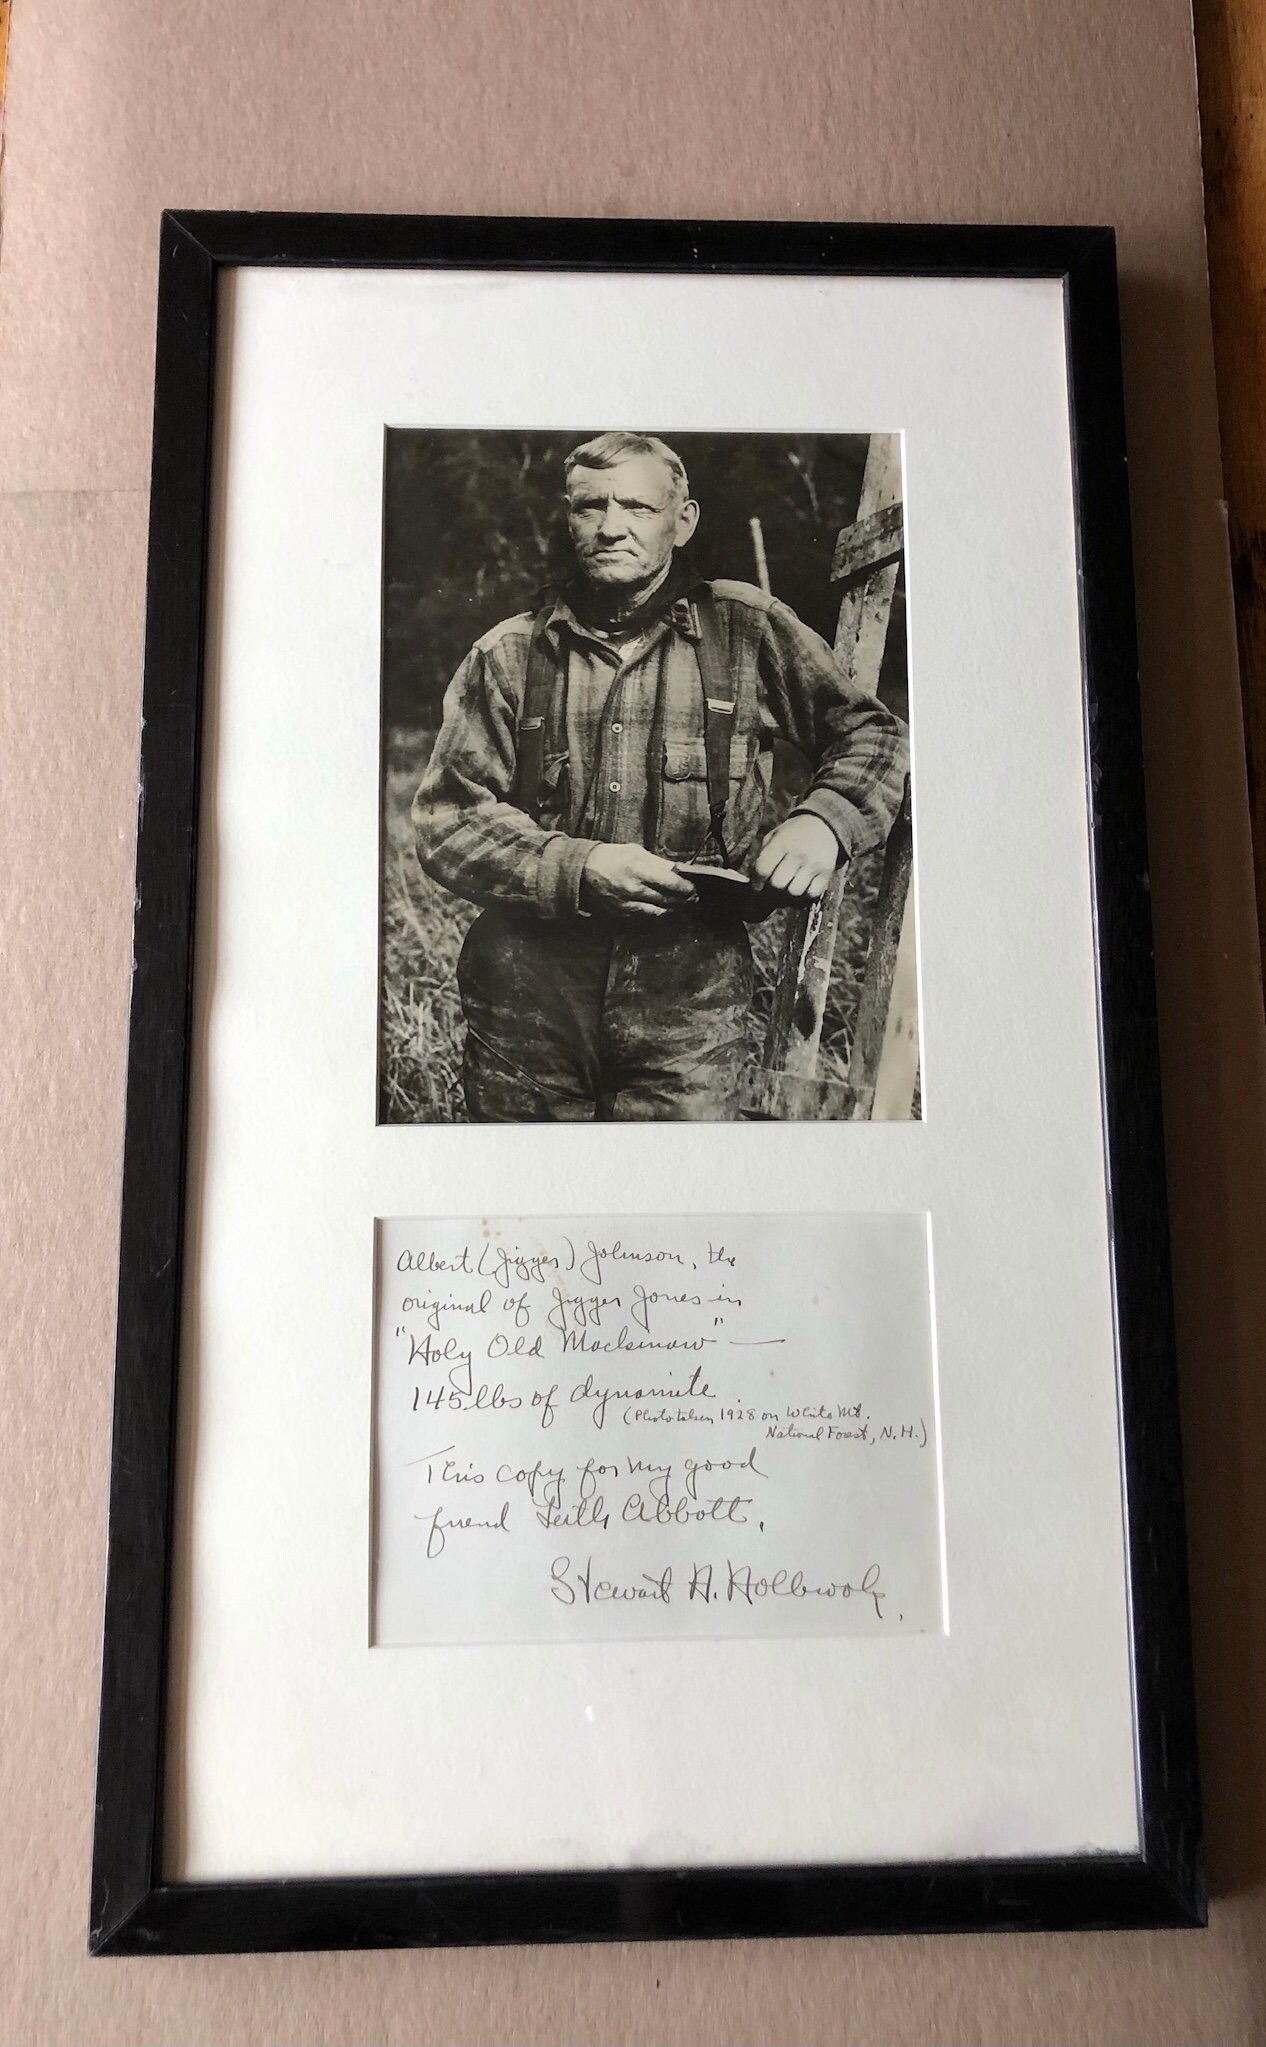 Albert (Jigger) Johnson, the
original of Jigger Jones in
"Holy Old Mackinaw" —
145 lbs of dynamite.
(Photo taken 1928 on White Mt.
National Forest, N.H.)
This copy for my good
friend Leith Abbott,
Stewart H. Holbrook.